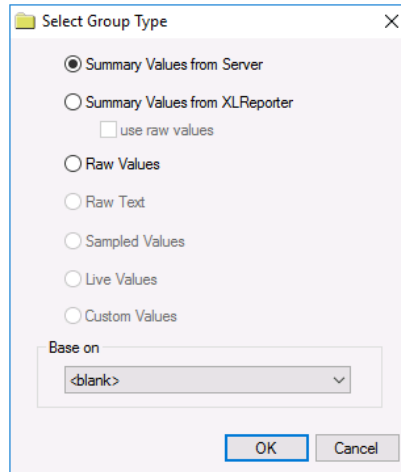 Select Group Type
Summary Values from Server
Summary Values from XLReporter
use raw values
Raw Values
Raw Text
Sampled Values
Live Values
Custom Values
Base on
<blank>
OK Cancel